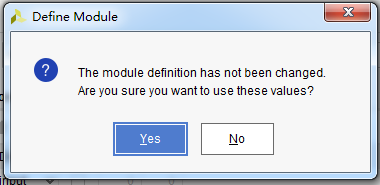 Define Module
The module definition has not been changed.
Are you sure you want to use these values?
Yes No
input